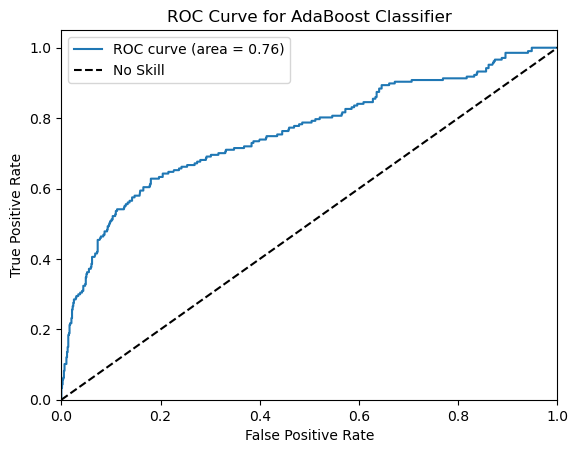 ROC Curve for AdaBoost Classifier
ROC curve (area = 0.76)
No Skill
True Positive Rate
1.0
0.8
0.6
0.4
0.2
0.0
0.0 0.2 0.4 0.6 0.8 1.0
False Positive Rate